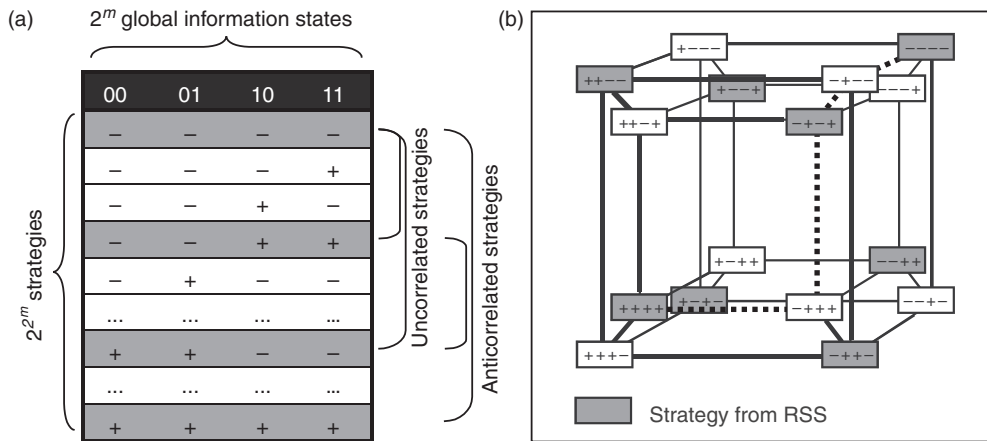 (a)
2^m global information states
00 01 10 11
− − − −
− − − +
− − + −
− − + +
− + − −
... ... ... ...
+ + − −
... ... ... ...
+ + + +
2^2^m strategies
Uncorrelated strategies
Anticorrelated strategies
(b)
+−−− −−−−
++−− +−−+ −+−− −−−+
++−+ −+−+
+−++ −−++
++++ +−+− −+++ −−+−
+++− −++−
Strategy from RSS